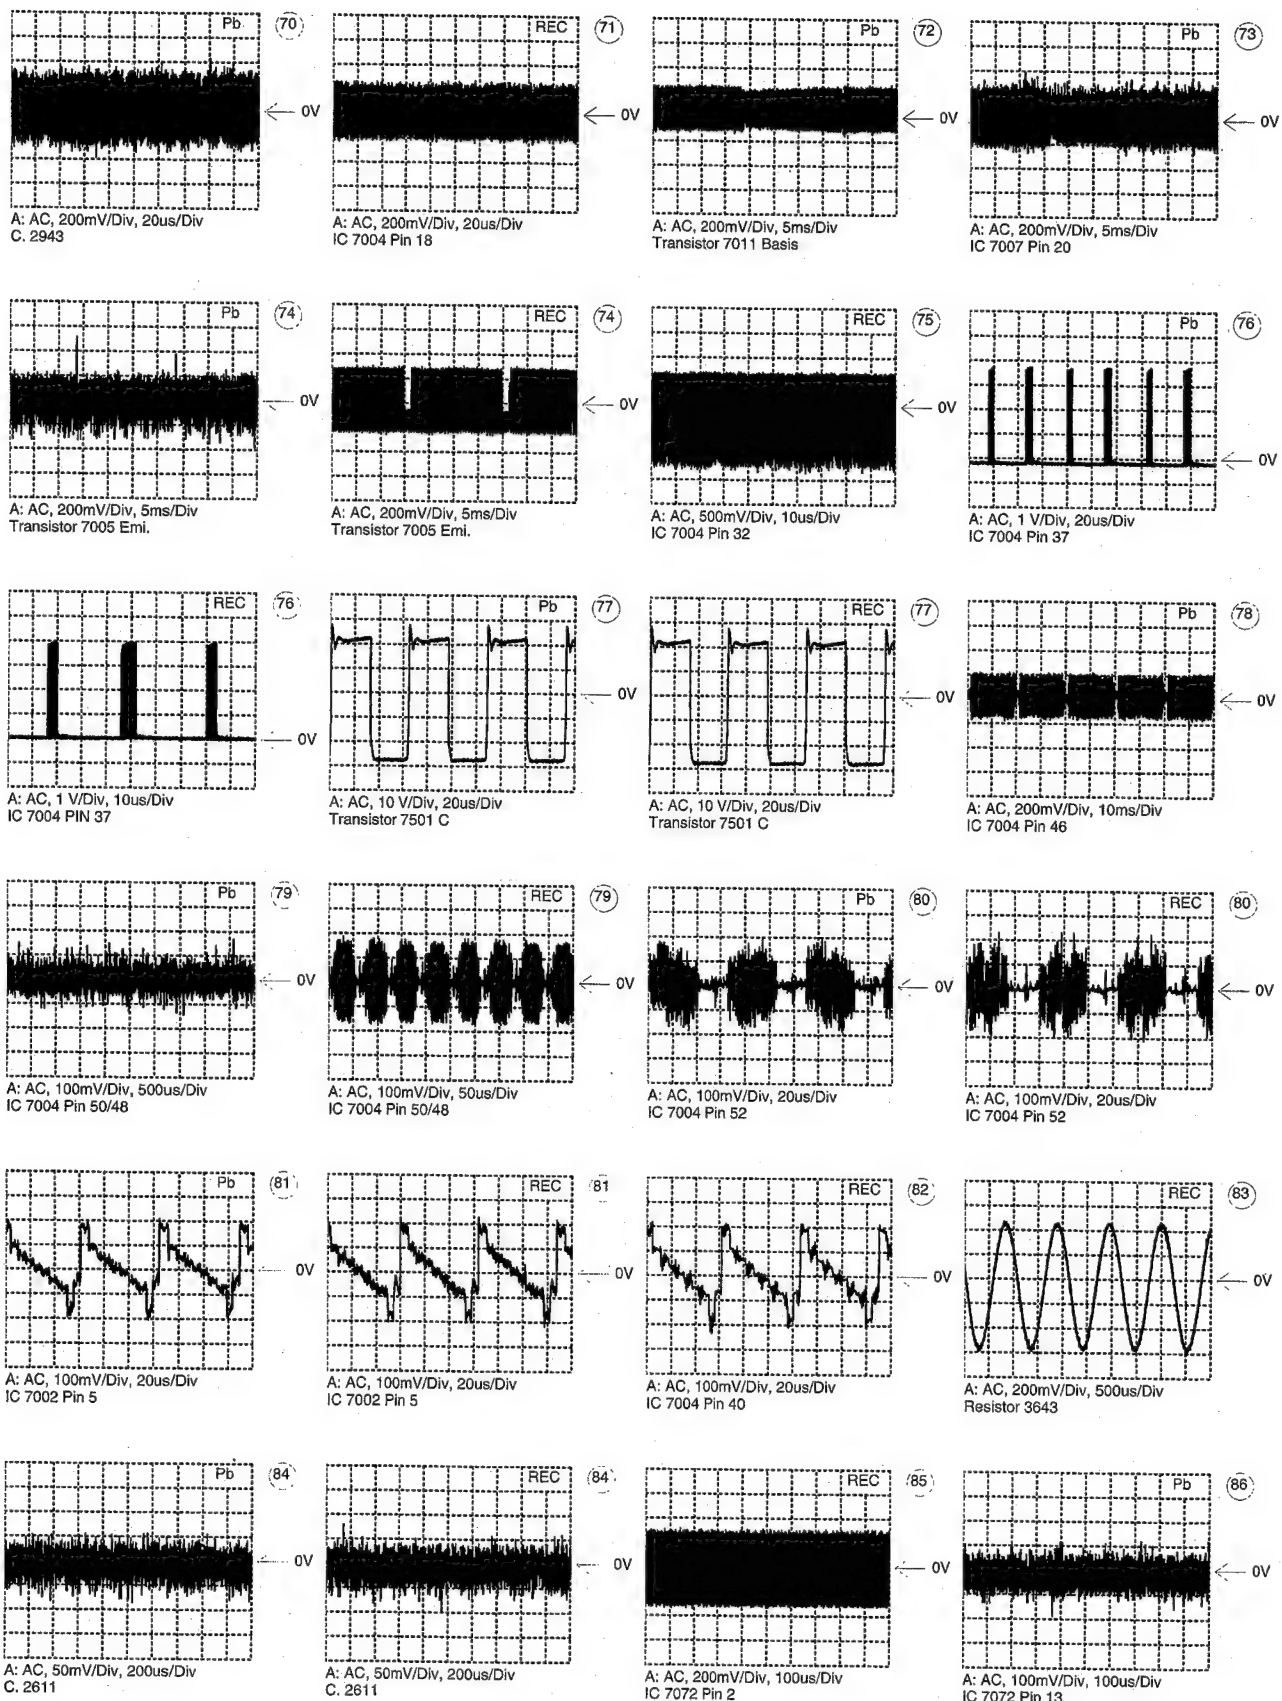 Pb
70
0V
A: AC, 200mV/Div, 20us/Div
C. 2943
REC
71
0V
A: AC, 200mV/Div, 20us/Div
IC 7004 Pin 18
Pb
72
0V
A: AC, 200mV/Div, 5ms/Div
Transistor 7011 Basis
Pb
73
0V
A: AC, 200mV/Div, 5ms/Div
IC 7007 Pin 20
Pb
74
0V
A: AC, 200mV/Div, 5ms/Div
Transistor 7005 Emi.
REC
74
0V
A: AC, 200mV/Div, 5ms/Div
Transistor 7005 Emi.
REC
75
0V
A: AC, 500mV/Div, 10us/Div
IC 7004 Pin 32
Pb
76
0V
A: AC, 1 V/Div, 20us/Div
IC 7004 Pin 37
REC
76
0V
A: AC, 1 V/Div, 10us/Div
IC 7004 PIN 37
Pb
77
0V
A: AC, 10 V/Div, 20us/Div
Transistor 7501 C
REC
77
0V
A: AC, 10 V/Div, 20us/Div
Transistor 7501 C
Pb
78
0V
A: AC, 200mV/Div, 10ms/Div
IC 7004 Pin 46
Pb
79
0V
A: AC, 100mV/Div, 500us/Div
IC 7004 Pin 50/48
REC
79
0V
A: AC, 100mV/Div, 50us/Div
IC 7004 Pin 50/48
Pb
80
0V
A: AC, 100mV/Div, 20us/Div
IC 7004 Pin 52
REC
80
0V
A: AC, 100mV/Div, 20us/Div
IC 7004 Pin 52
Pb
81
0V
A: AC, 100mV/Div, 20us/Div
IC 7002 Pin 5
REC
81
0V
A: AC, 100mV/Div, 20us/Div
IC 7002 Pin 5
REC
82
0V
A: AC, 100mV/Div, 20us/Div
IC 7004 Pin 40
REC
83
0V
A: AC, 200mV/Div, 500us/Div
Resistor 3643
Pb
84
0V
A: AC, 50mV/Div, 200us/Div
C. 2611
REC
84
0V
A: AC, 50mV/Div, 200us/Div
C. 2611
REC
85
0V
A: AC, 200mV/Div, 100us/Div
IC 7072 Pin 2
Pb
86
0V
A: AC, 100mV/Div, 100us/Div
IC 7072 Pin 13